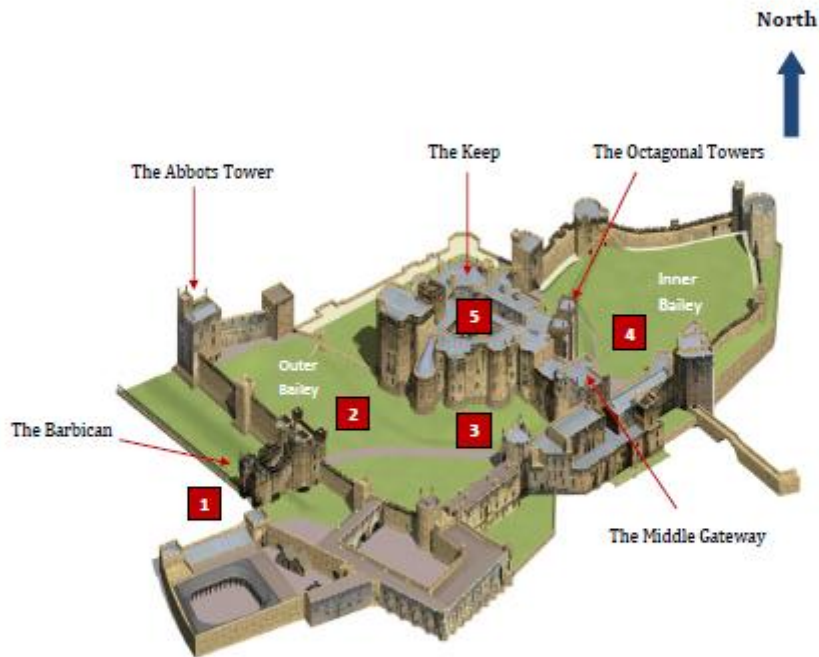 North
The Keep
The Octagonal Towers
The Abbots Tower
Inner
Bailey
5
4
Outer
Bailey
2
3
The Barbican
1
The Middle Gateway